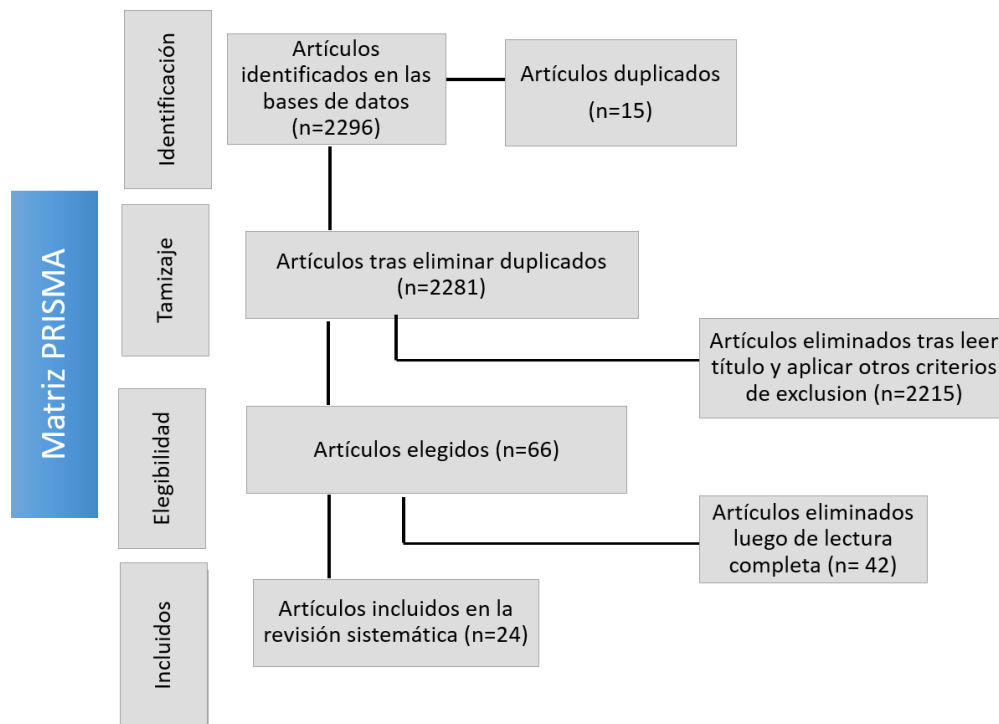 Matriz PRISMA
Identificación
Artículos
identificados en las
bases de datos
(n=2296)
Artículos duplicados
(n=15)
Tamizaje
Artículos tras eliminar duplicados
(n=2281)
Artículos eliminados tras leer
título y aplicar otros criterios
de exclusion (n=2215)
Elegibilidad
Artículos elegidos (n=66)
Artículos eliminados
luego de lectura
completa (n= 42)
Incluidos
Artículos incluidos en la
revisión sistemática (n=24)